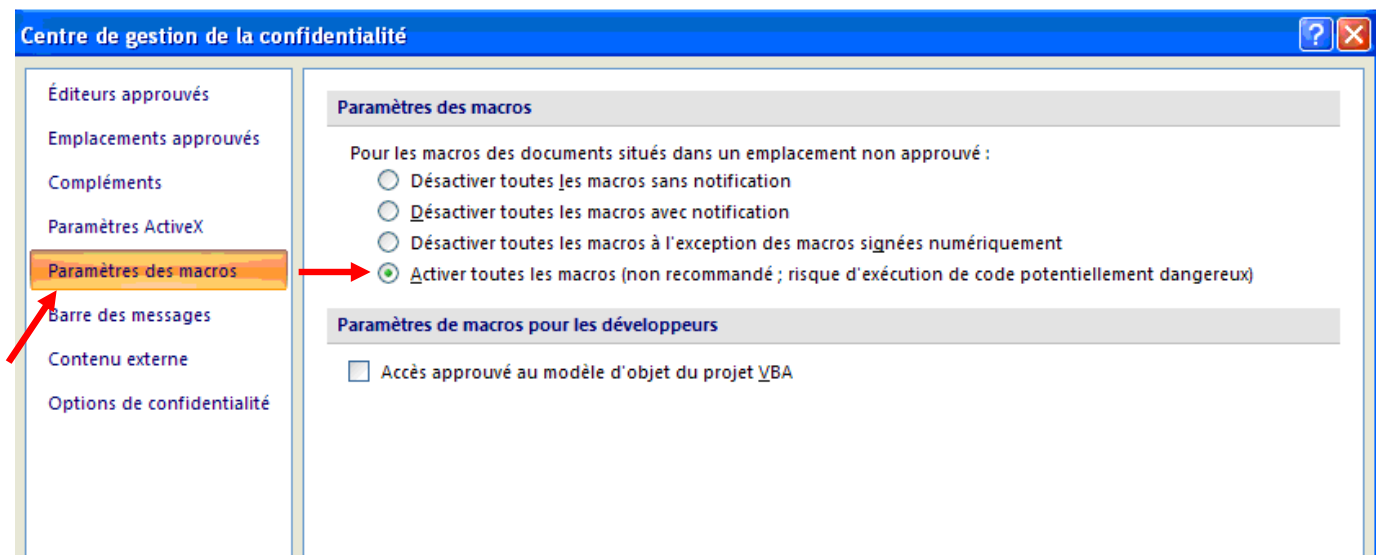 Centre de gestion de la confidentialité
Éditeurs approuvés
Emplacements approuvés
Compléments
Paramètres ActiveX
Paramètres des macros
Barre des messages
Contenu externe
Options de confidentialité
Paramètres des macros
Pour les macros des documents situés dans un emplacement non approuvé :
Désactiver toutes les macros sans notification
Désactiver toutes les macros avec notification
Désactiver toutes les macros à l'exception des macros signées numériquement
Activer toutes les macros (non recommandé ; risque d'exécution de code potentiellement dangereux)
Paramètres de macros pour les développeurs
Accès approuvé au modèle d'objet du projet VBA